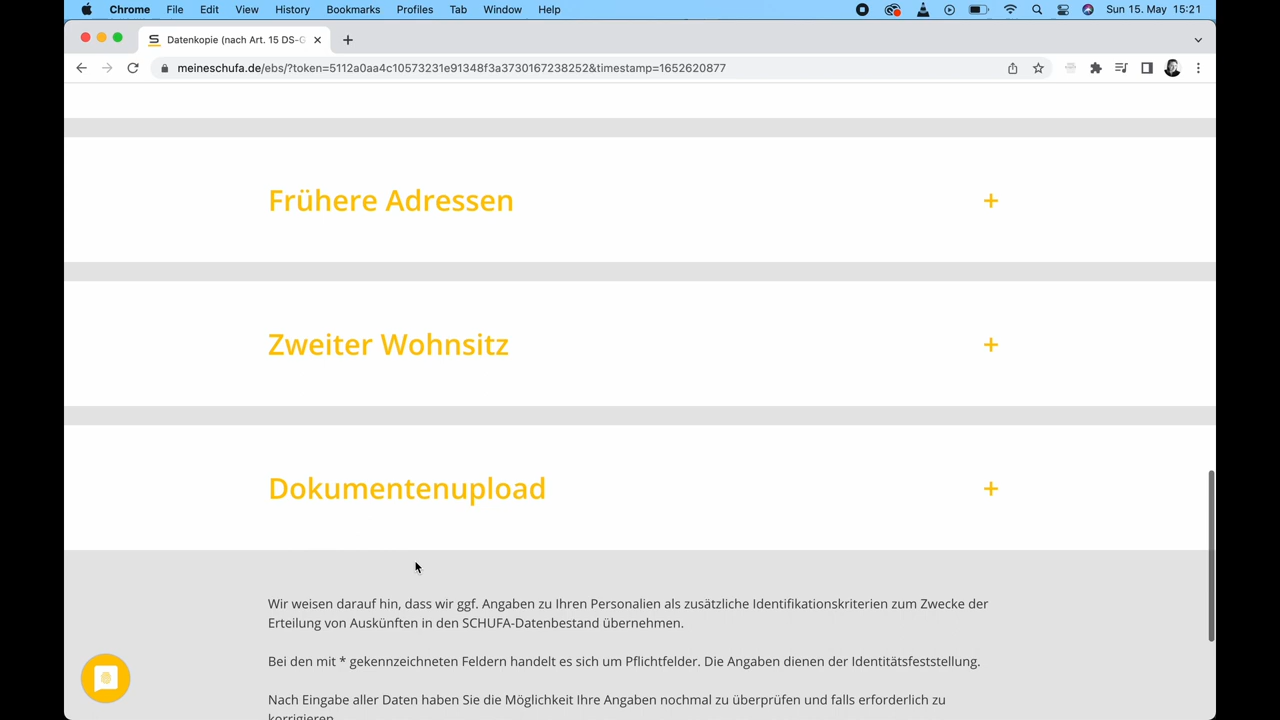 Chrome File Edit View History Bookmarks Profiles Tab Window Help Sun 15. May 15:21
Datenkopie (nach Art. 15 DS-G
meineschufa.de/ebs/?token=5112a0aa4c10573231e91348f3a3730167238252&timestamp=1652620877
Frühere Adressen +
Zweiter Wohnsitz +
Dokumentenupload +
Wir weisen darauf hin, dass wir ggf. Angaben zu Ihren Personalien als zusätzliche Identifikationskriterien zum Zwecke der
Erteilung von Auskünften in den SCHUFA-Datenbestand übernehmen.
Bei den mit * gekennzeichneten Feldern handelt es sich um Pflichtfelder. Die Angaben dienen der Identitätsfeststellung.
Nach Eingabe aller Daten haben Sie die Möglichkeit Ihre Angaben nochmal zu überprüfen und falls erforderlich zu
korrigieren.